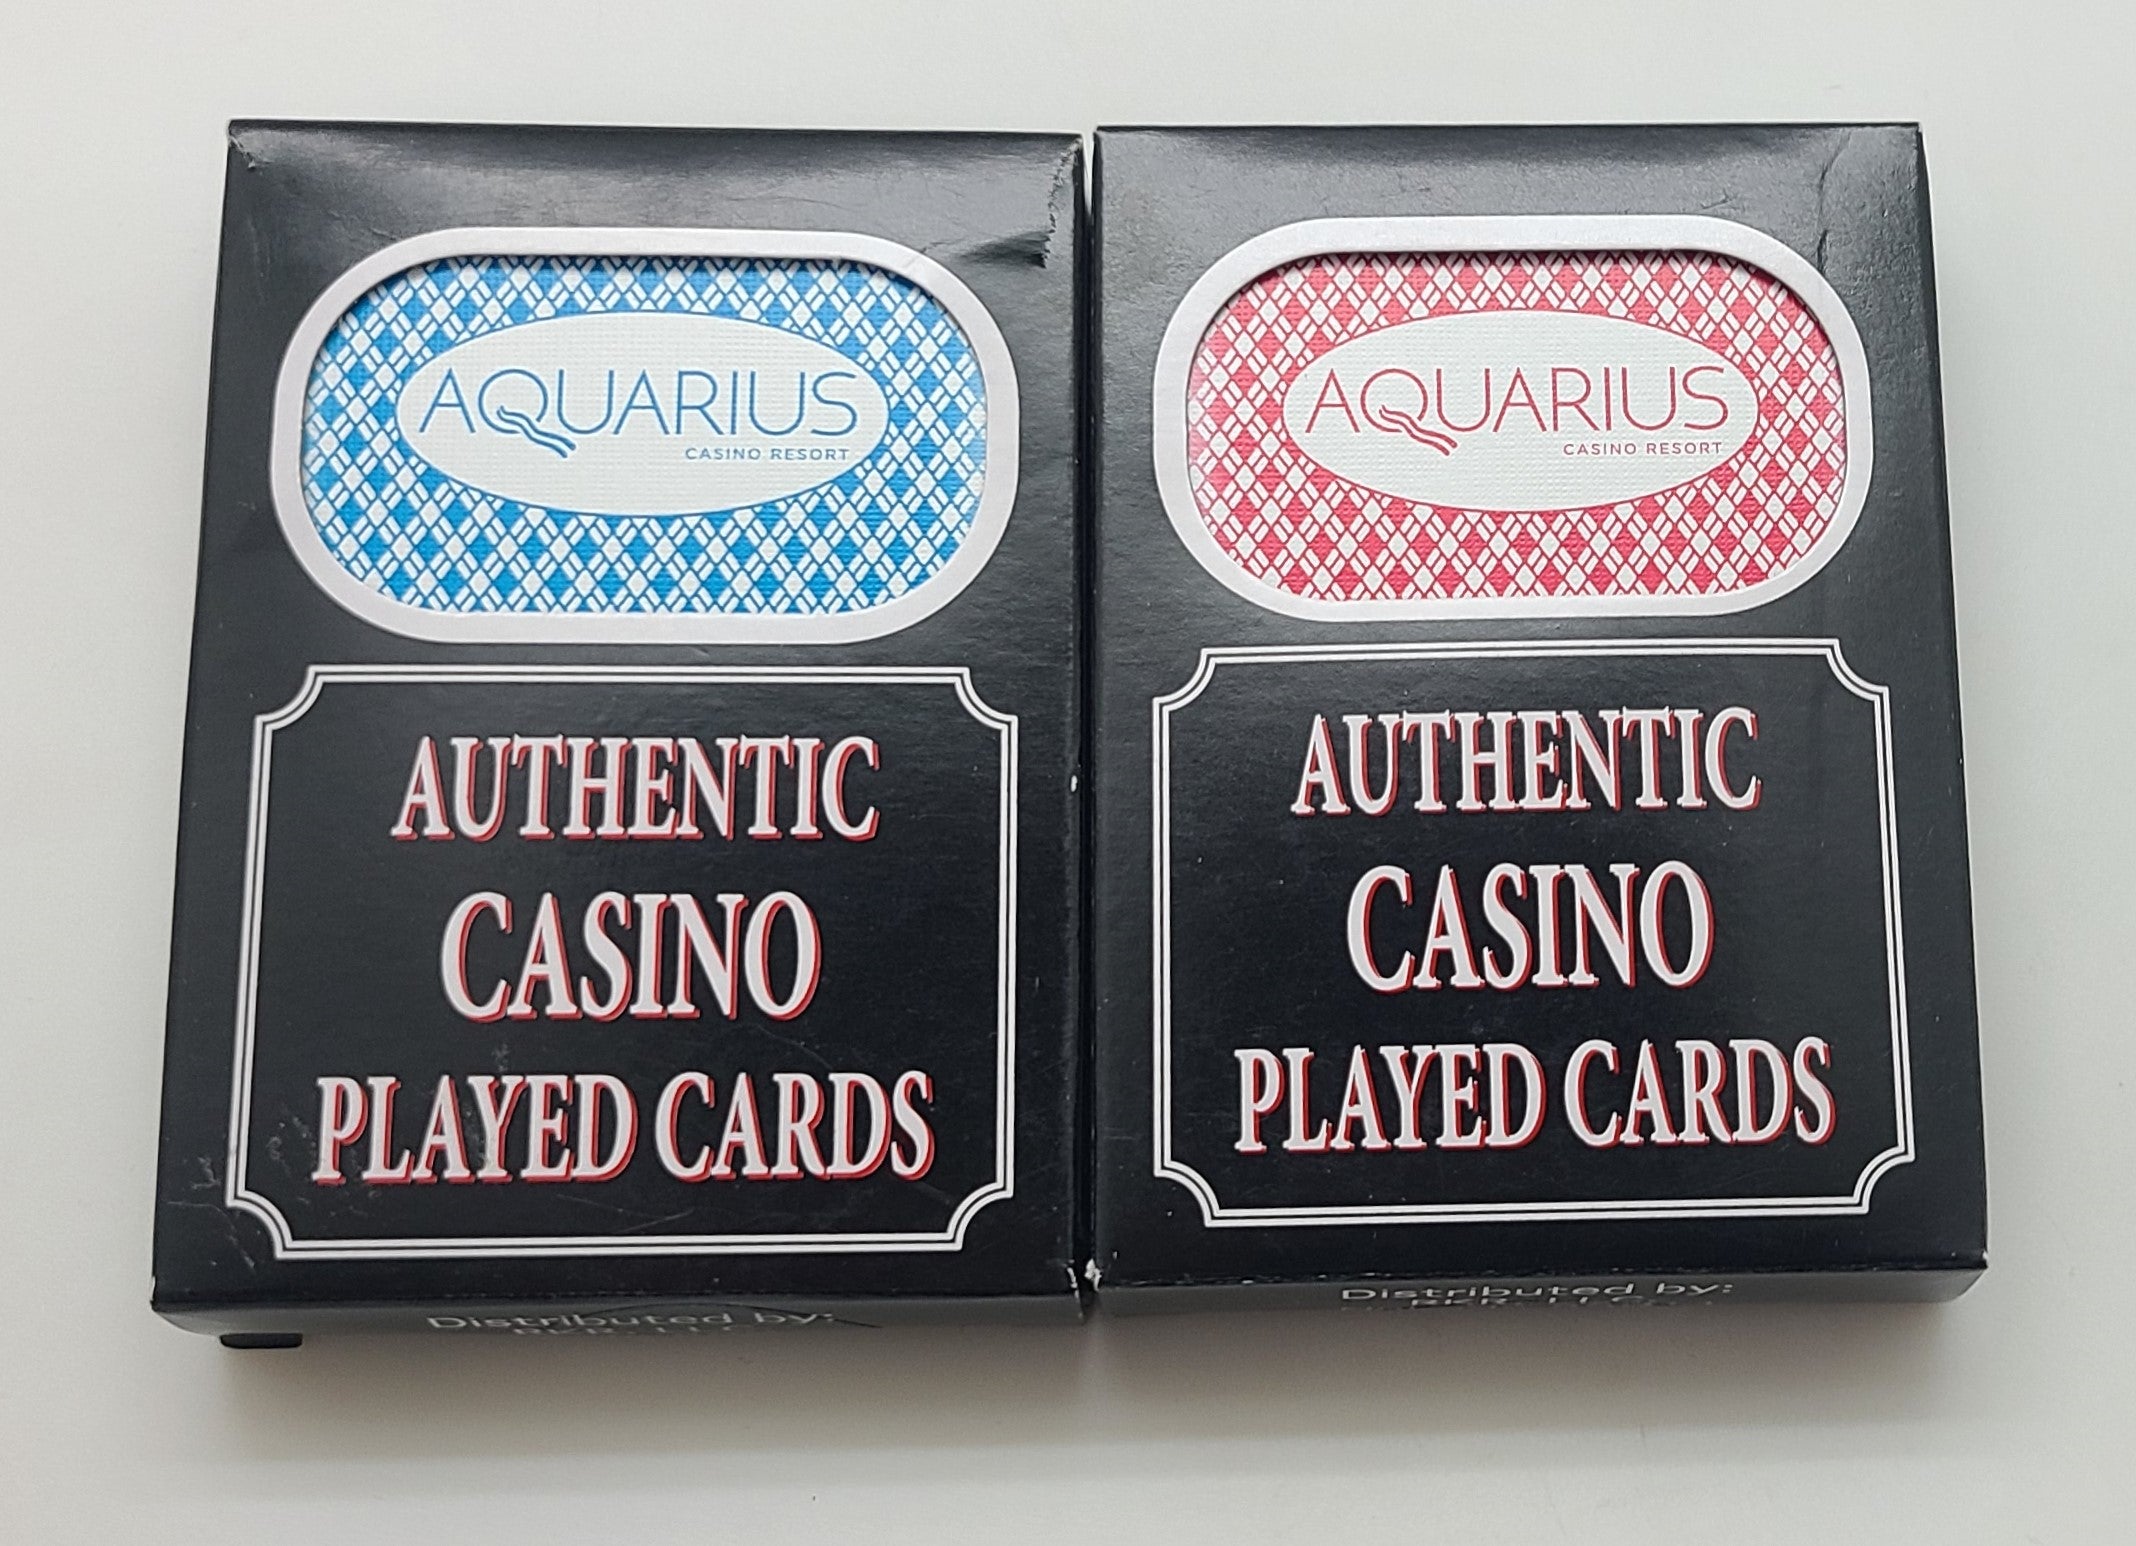 AQUARIUS
CASINO RESORT
AUTHENTIC
CASINO
PLAYED CARDS
Distributed by:
AQUARIUS
CASINO RESORT
AUTHENTIC
CASINO
PLAYED CARDS
Distributed by: